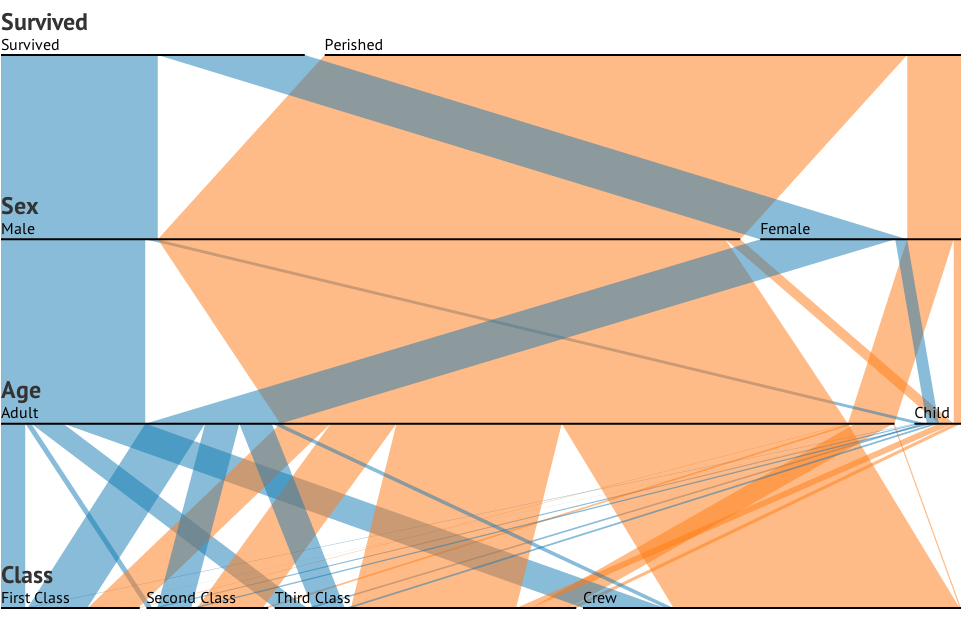 Survived
Survived Perished
Sex
Male Female
Age
Adult Child
Class
First Class Second Class Third Class Crew